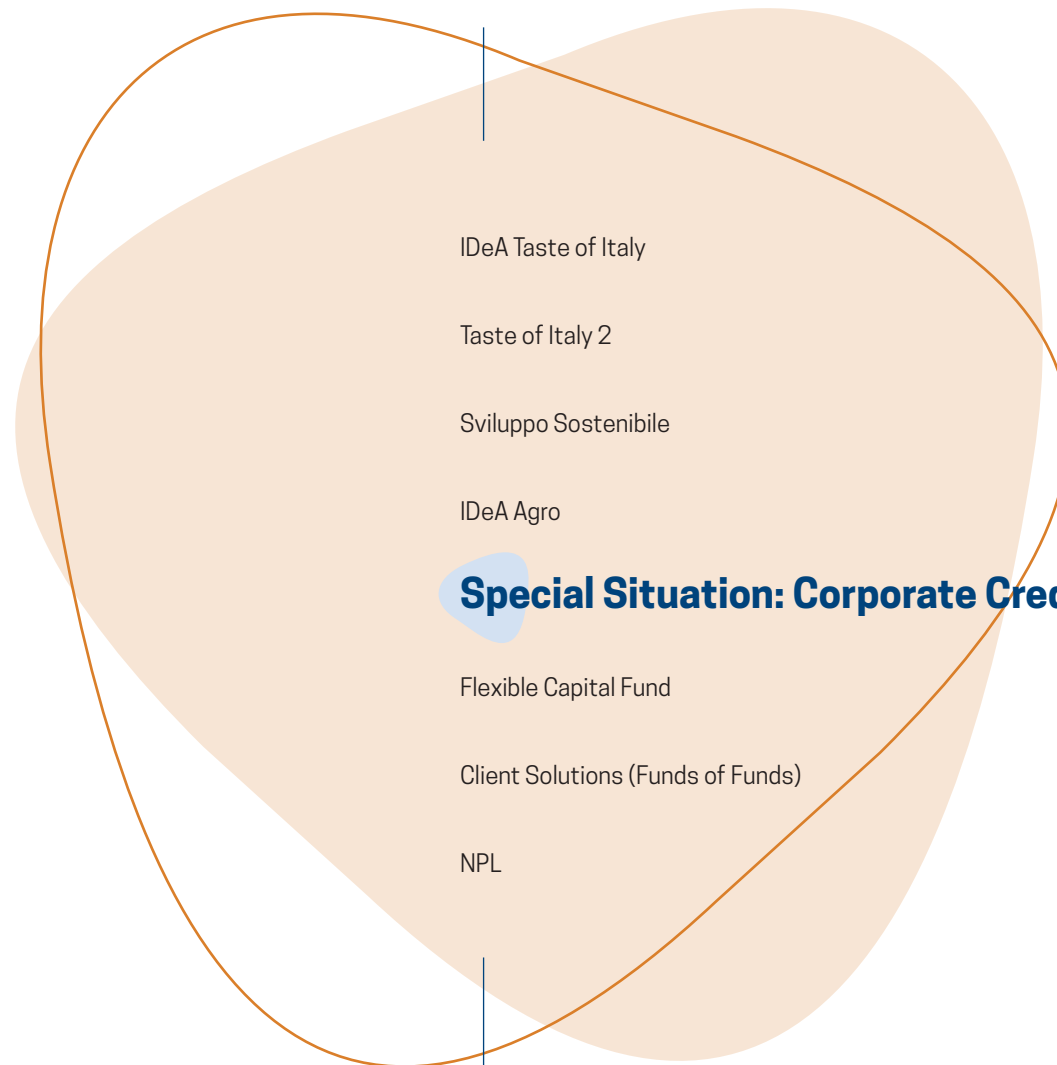 IDeA Taste of Italy
Taste of Italy 2
Sviluppo Sostenibile
IDeA Agro
Special Situation: Corporate
Flexible Capital Fund
Client Solutions (Funds of Funds)
NPL